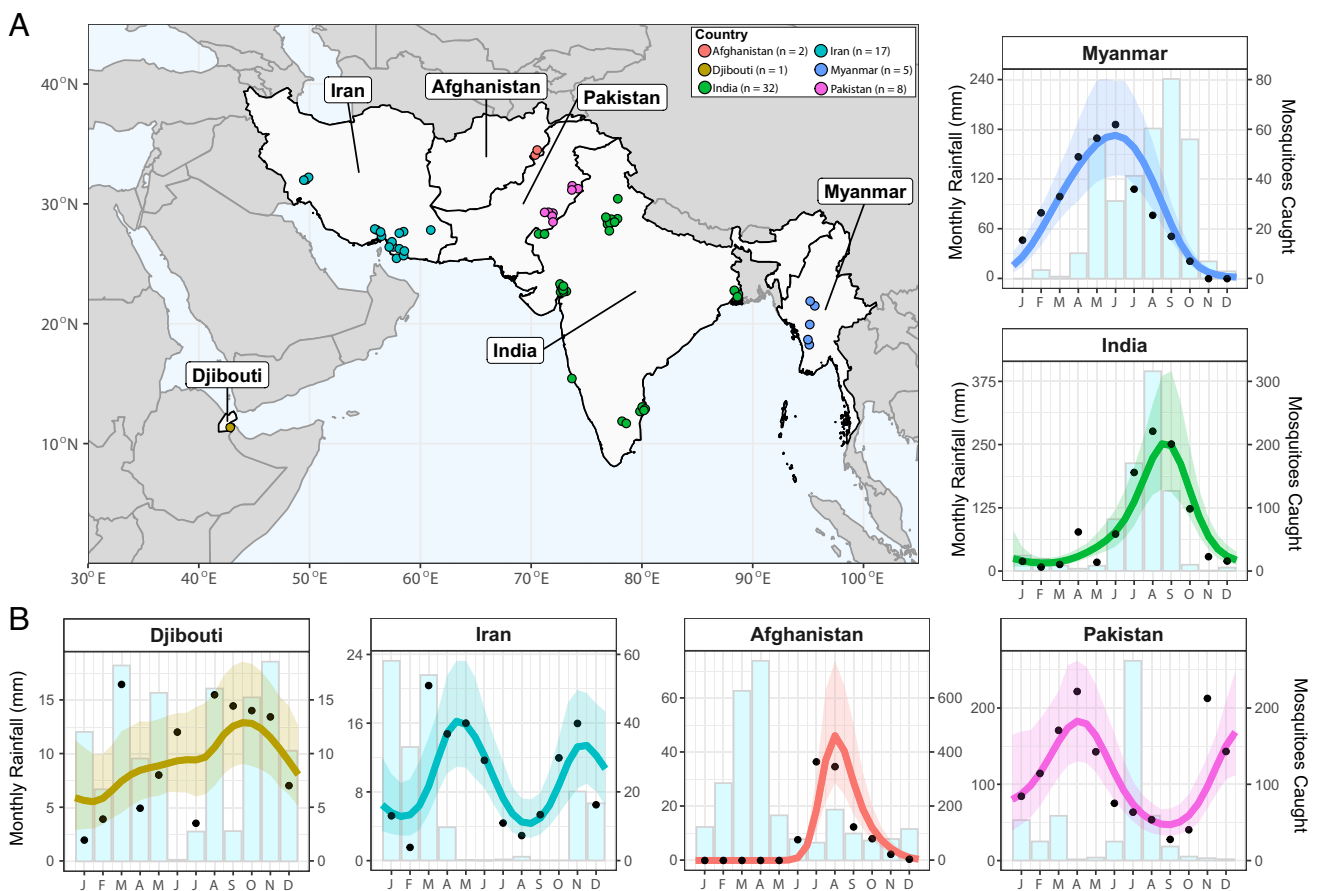 A
Country
Afghanistan (n = 2)
Iran (n = 17)
Djibouti (n = 1)
Myanmar (n = 5)
India (n = 32)
Pakistan (n = 8)
Iran
Afghanistan
Pakistan
Myanmar
India
Djibouti
40°N
30°N
20°N
10°N
30°E 40°E 50°E 60°E 70°E 80°E 90°E 100°E
Myanmar
Monthly Rainfall (mm)
240
180
120
60
0
80
60
40
20
0
Mosquitoes Caught
J F M A M J J A S O N D
India
Monthly Rainfall (mm)
375
250
125
0
300
200
100
0
Mosquitoes Caught
J F M A M J J A S O N D
B
Djibouti
Monthly Rainfall (mm)
15
10
5
0
15
10
5
0
J F M A M J J A S O N D
Iran
24
16
8
0
60
40
20
0
J F M A M J J A S O N D
Afghanistan
60
40
20
0
600
400
200
0
J F M A M J J A S O N D
Pakistan
200
100
0
200
100
0
Mosquitoes Caught
J F M A M J J A S O N D